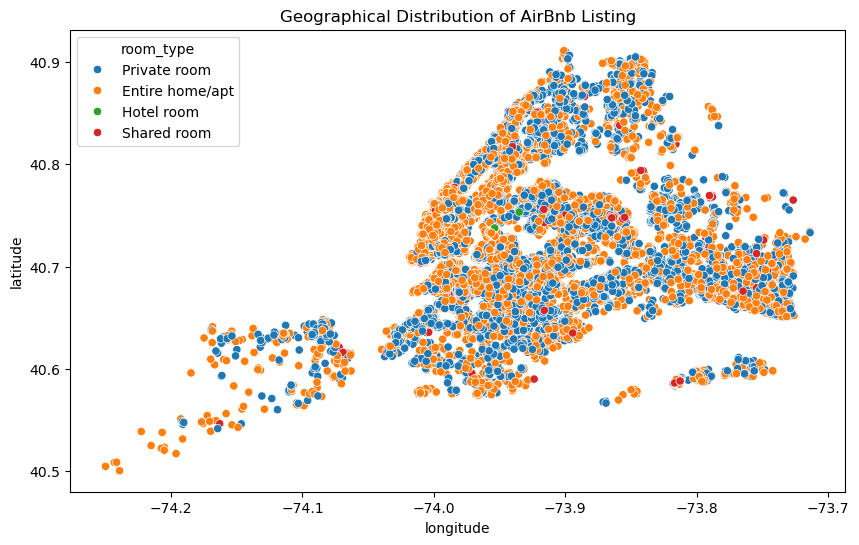 Geographical Distribution of AirBnb Listing
room_type
Private room
Entire home/apt
Hotel room
Shared room
40.9
40.8
40.7
40.6
40.5
latitude
−74.2 −74.1 −74.0 −73.9 −73.8 −73.7
longitude